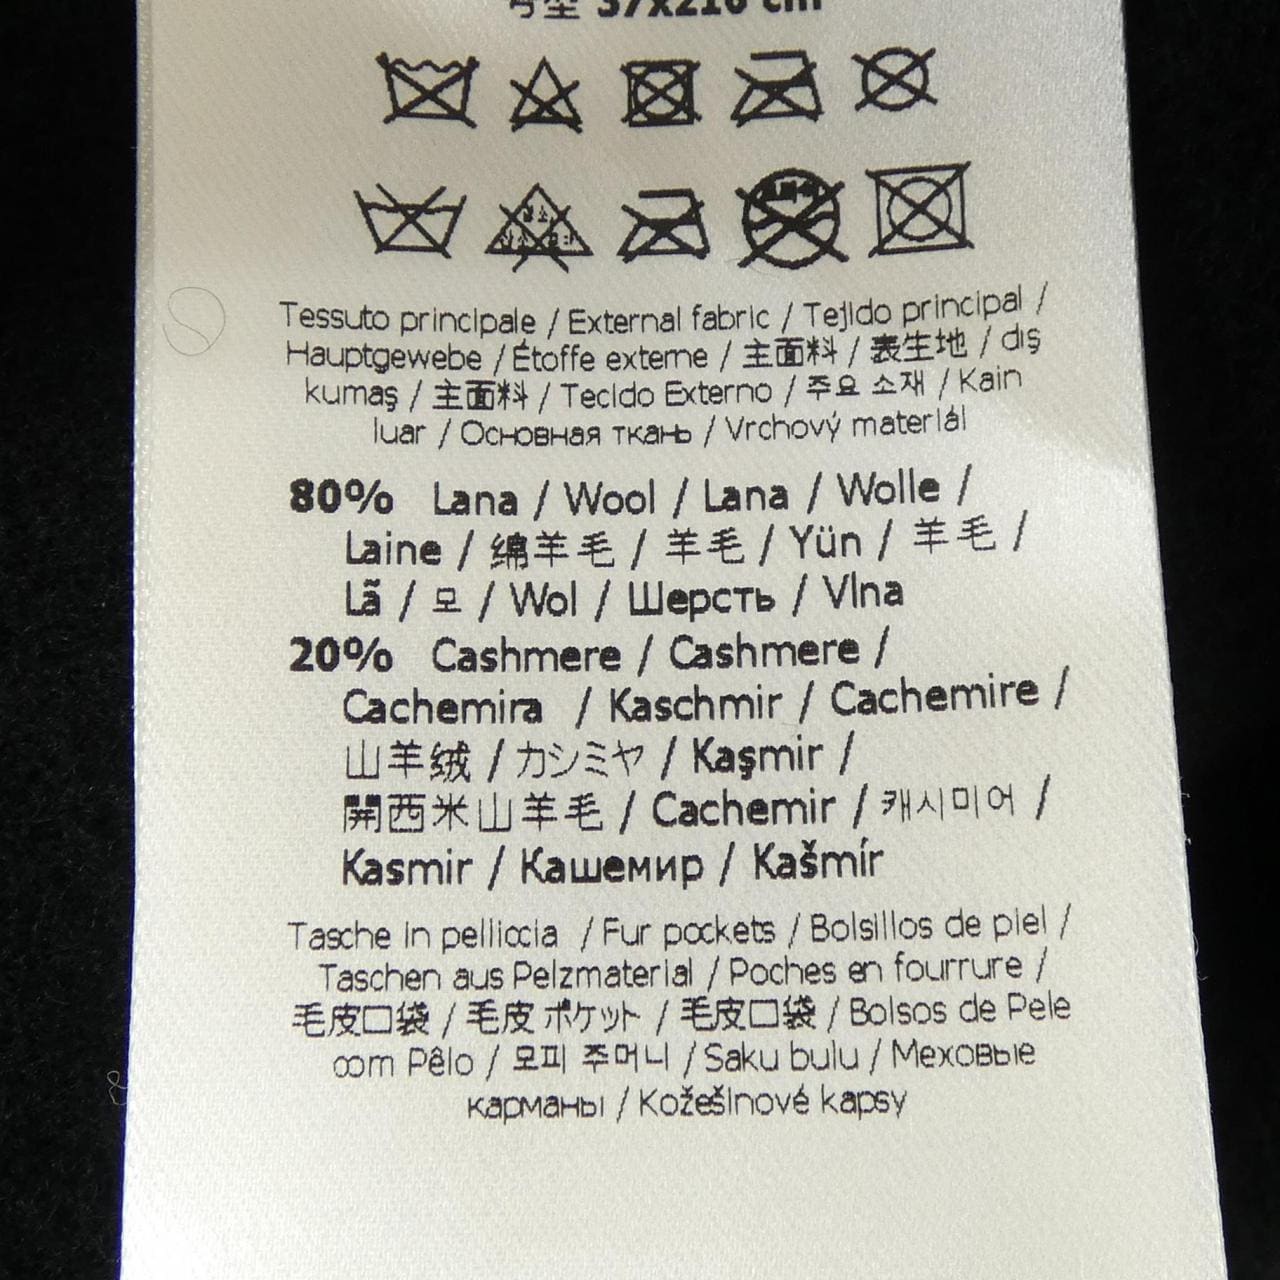 号型 37x210 cm
Tessuto principale / External fabric / Tejido principal /
Hauptgewebe / Étoffe externe / 主面料 / 表生地 / dış
kumaş / 主面料 / Tecido Externo / 주요 소재 / Kain
luar / Основная ткань / Vrchový materiál
80% Lana / Wool / Lana / Wolle /
Laine / 绵羊毛 / 羊毛 / Yün / 羊毛 /
Lã / 모 / Wol / Шерсть / Vlna
20% Cashmere / Cashmere /
Cachemira / Kaschmir / Cachemire /
山羊绒 / カシミヤ / Kaşmir /
開西米山羊毛 / Cachemir / 캐시미어 /
Kasmir / Кашемир / Kašmír
Tasche in pelliccia / Fur pockets / Bolsillos de piel /
Taschen aus Pelzmaterial / Poches en fourrure /
毛皮口袋 / 毛皮 ポケット / 毛皮口袋 / Bolsos de Pele
com Pêlo / 모피 주머니 / Saku bulu / Меховые
карманы / Kožešinové kapsy